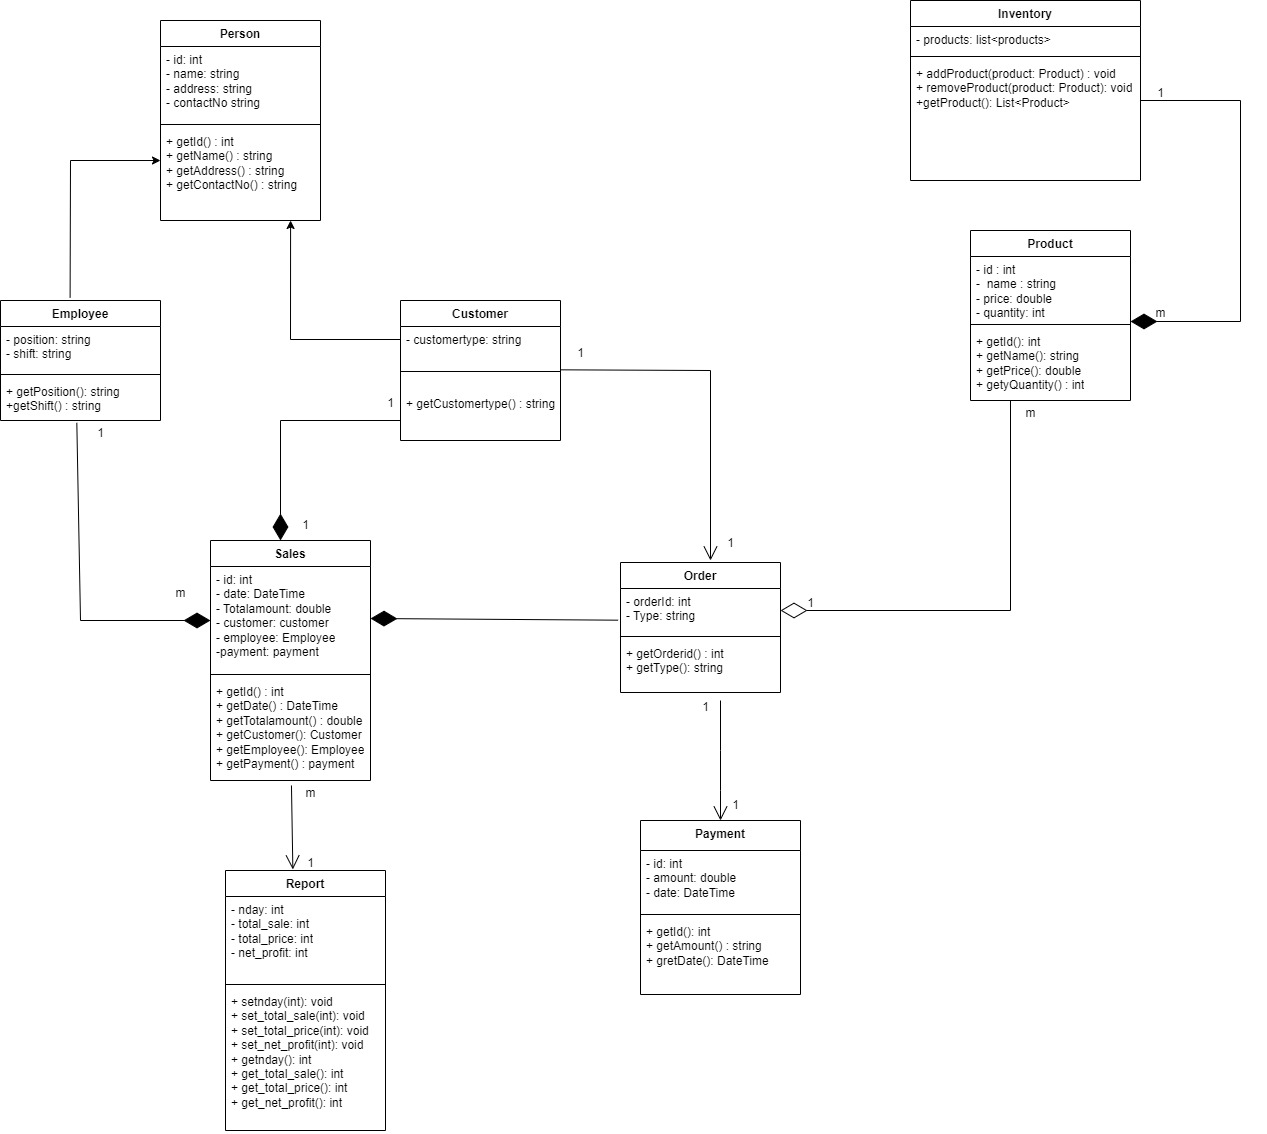 Person
- id: int
- name: string
- address: string
- contactNo string
+ getId() : int
+ getName() : string
+ getAddress() : string
+ getContactNo() : string
Inventory
- products: list<products>
+ addProduct(product: Product) : void
+ removeProduct(product: Product): void
+getProduct(): List<Product>
1
Product
- id : int
- name : string
- price: double
- quantity: int
+ getId(): int
+ getName(): string
+ getPrice(): double
+ getyQuantity() : int
m
m
Employee
- position: string
- shift: string
+ getPosition(): string
+getShift() : string
1
Customer
- customertype: string
+ getCustomertype() : string
1
1
1
Sales
- id: int
- date: DateTime
- Totalamount: double
- customer: customer
- employee: Employee
-payment: payment
+ getId() : int
+ getDate() : DateTime
+ getTotalamount() : double
+ getCustomer(): Customer
+ getEmployee(): Employee
+ getPayment() : payment
m
m
1
Order
- orderId: int
- Type: string
+ getOrderid() : int
+ getType(): string
1
1
1
1
Payment
- id: int
- amount: double
- date: DateTime
+ getId(): int
+ getAmount() : string
+ gretDate(): DateTime
Report
- nday: int
- total_sale: int
- total_price: int
- net_profit: int
+ setnday(int): void
+ set_total_sale(int): void
+ set_total_price(int): void
+ set_net_profit(int): void
+ getnday(): int
+ get_total_sale(): int
+ get_total_price(): int
+ get_net_profit(): int